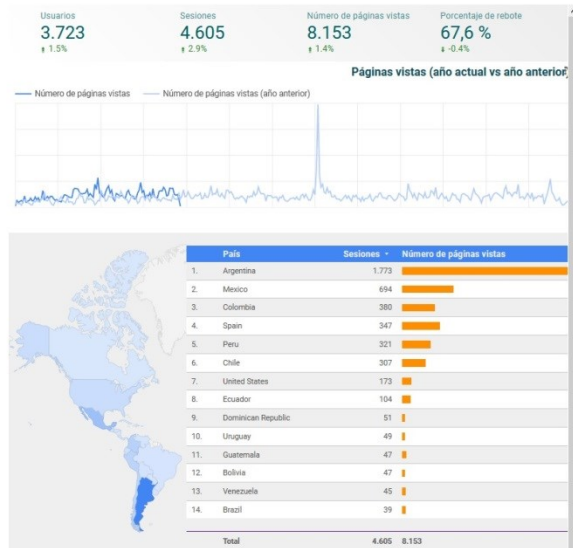 Usuarios Sesiones Número de páginas vistas Porcentaje de rebote
3.723 4.605 8.153 67,6 %
1.5% 2.9% 1.4% -0.4%
Páginas vistas (año actual vs año anterior)
Número de páginas vistas Número de páginas vistas (año anterior)
País Sesiones Número de páginas vistas
1. Argentina 1.773
2. Mexico 694
3. Colombia 380
4. Spain 347
5. Peru 321
6. Chile 307
7. United States 173
8. Ecuador 104
9. Dominican Republic 51
10. Uruguay 49
11. Guatemala 47
12. Bolivia 47
13. Venezuela 45
14. Brazil 39
Total 4.605 8.153